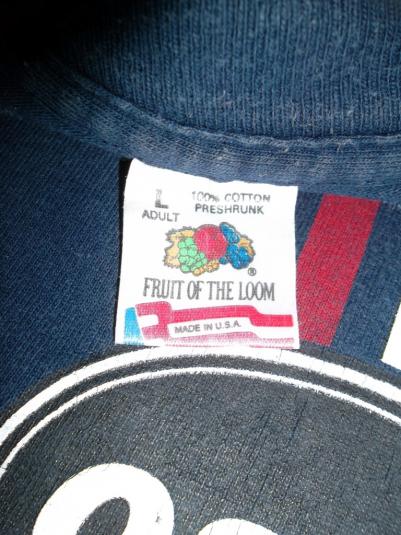 L 100% COTTON
ADULT PRESHRUNK
®
FRUIT OF THE LOOM
MADE IN U.S.A.